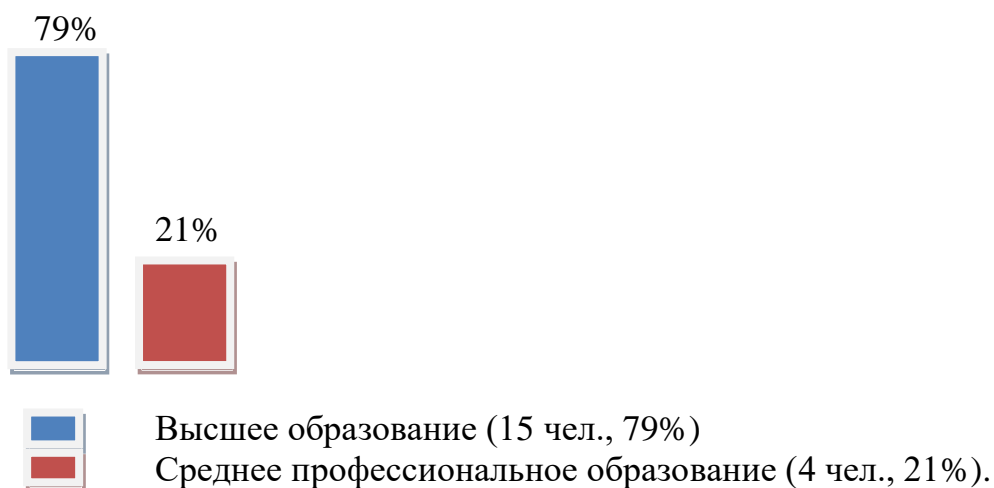 79%
21%
Высшее образование (15 чел., 79%)
Среднее профессиональное образование (4 чел., 21%).